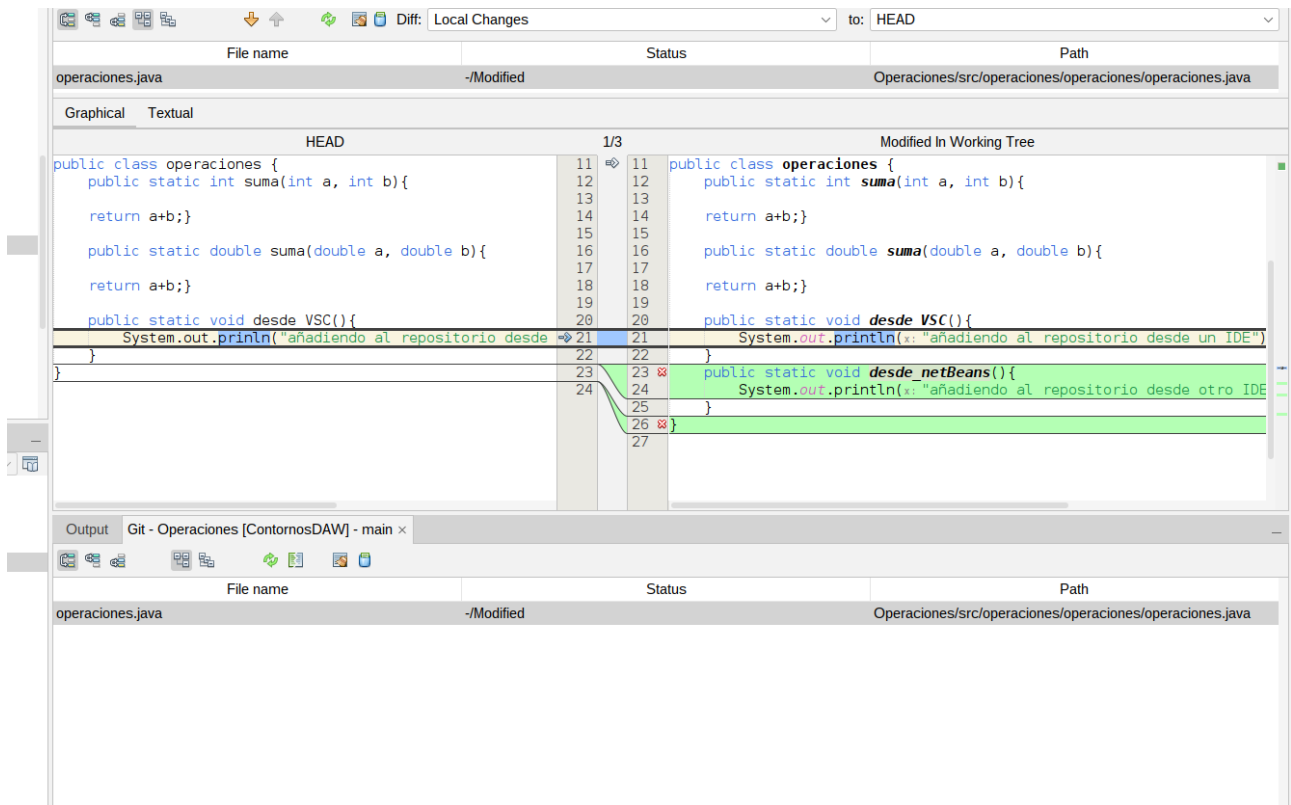 Diff: Local Changes to: HEAD
File name Status Path
operaciones.java -/Modified Operaciones/src/operaciones/operaciones/operaciones.java
Graphical Textual
HEAD 1/3 Modified In Working Tree
public class operaciones { 11 11 public class operaciones {
public static int suma(int a, int b){ 12 12 public static int suma(int a, int b){
13 13
return a+b;} 14 14 return a+b;}
15 15
public static double suma(double a, double b){ 16 16 public static double suma(double a, double b){
17 17
return a+b;} 18 18 return a+b;}
19 19
public static void desde_VSC(){ 20 20 public static void desde_VSC(){
System.out.prinln("añadiendo al repositorio desde 21 21 System.out.println(x: "añadiendo al repositorio desde un IDE")
} 22 22 }
} 23 23 public static void desde_netBeans(){
24 24 System.out.println(x: "añadiendo al repositorio desde otro IDE
25 }
26 }
27
Output Git - Operaciones [ContornosDAW] - main ×
File name Status Path
operaciones.java -/Modified Operaciones/src/operaciones/operaciones/operaciones.java